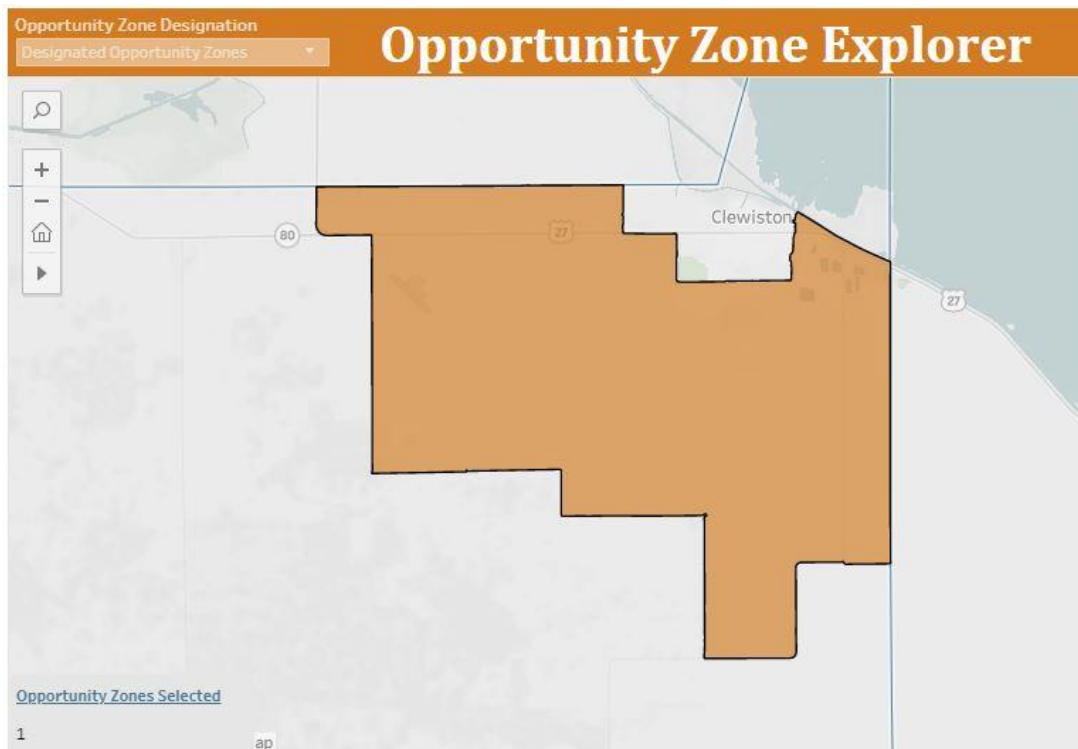 Opportunity Zone Designation
Designated Opportunity Zones
Opportunity Zone Explorer
Clewiston
80
27
27
Opportunity Zones Selected
1
ap